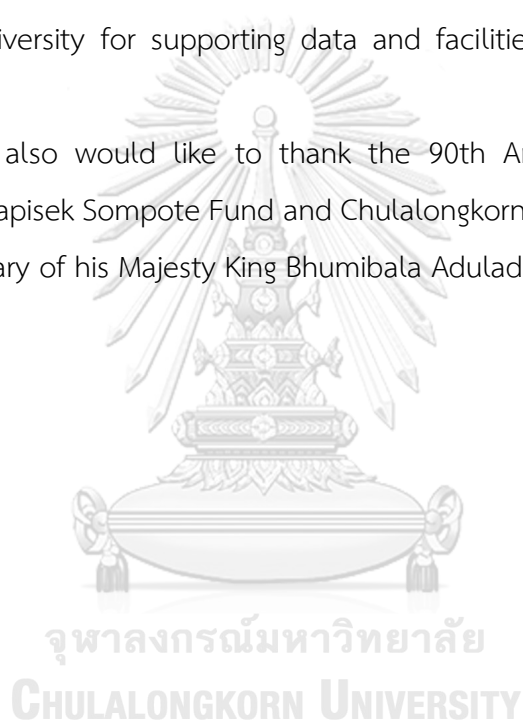 iversity for supporting data and facilitie
also would like to thank the 90th Ar
apisek Sompote Fund and Chulalongkorn
ary of his Majesty King Bhumibala Adulad
จุฬาลงกรณ์มหาวิทยาลัย
CHULALONGKORN UNIVERSITY